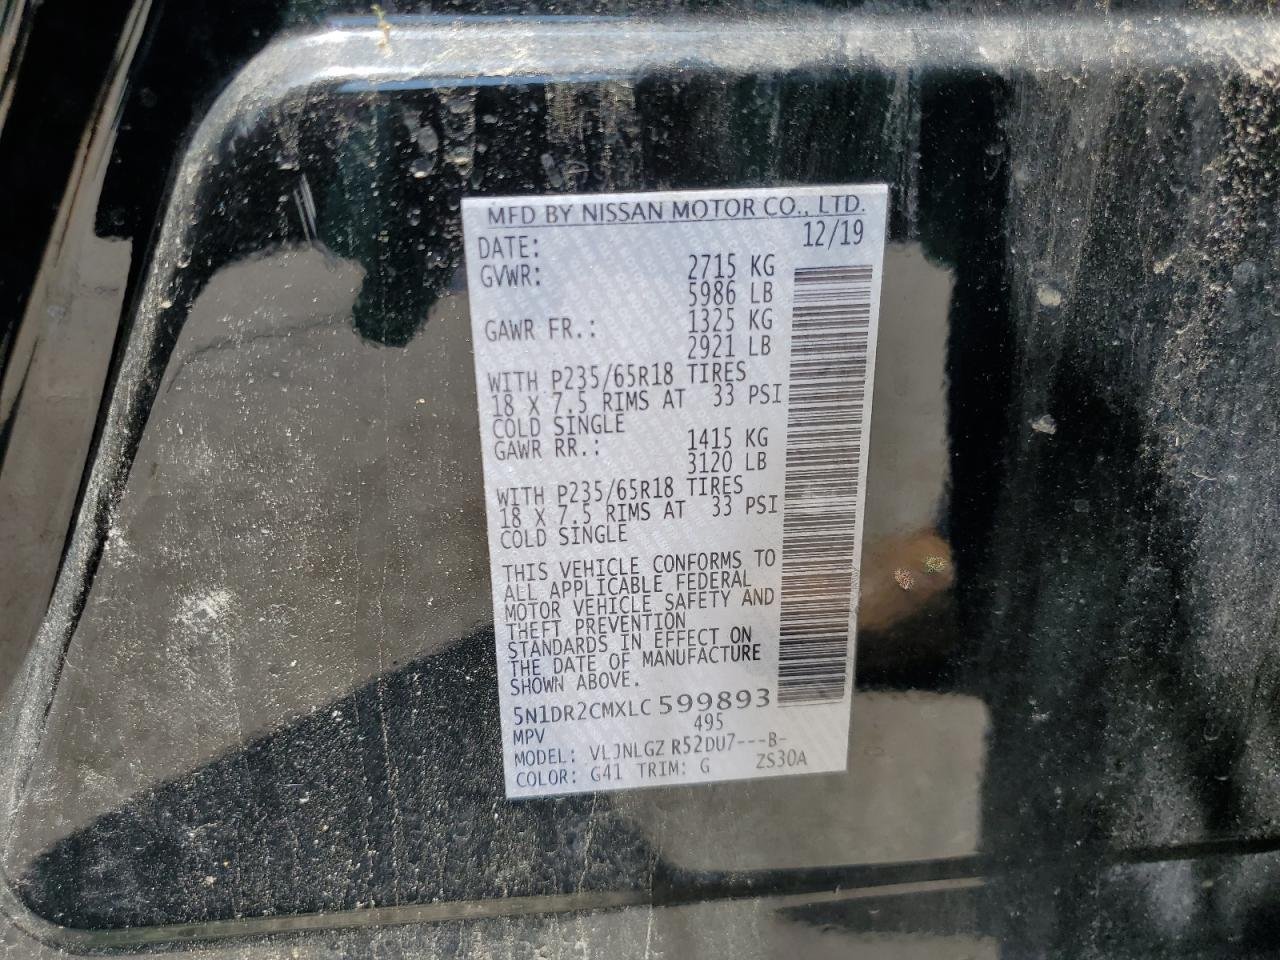 MFD BY NISSAN MOTOR CO., LTD.
DATE: 12/19
GVWR: 2715 KG
5986 LB
GAWR FR.: 1325 KG
2921 LB
WITH P235/65R18 TIRES
18 X 7.5 RIMS AT 33 PSI
COLD SINGLE
GAWR RR.: 1415 KG
3120 LB
WITH P235/65R18 TIRES
18 X 7.5 RIMS AT 33 PSI
COLD SINGLE
THIS VEHICLE CONFORMS TO
ALL APPLICABLE FEDERAL
MOTOR VEHICLE SAFETY AND
THEFT PREVENTION
STANDARDS IN EFFECT ON
THE DATE OF MANUFACTURE
SHOWN ABOVE.
5N1DR2CMXLC 599893
MPV 495
MODEL: VLJNLGZ R52DU7---B-
COLOR: G41 TRIM: G ZS30A